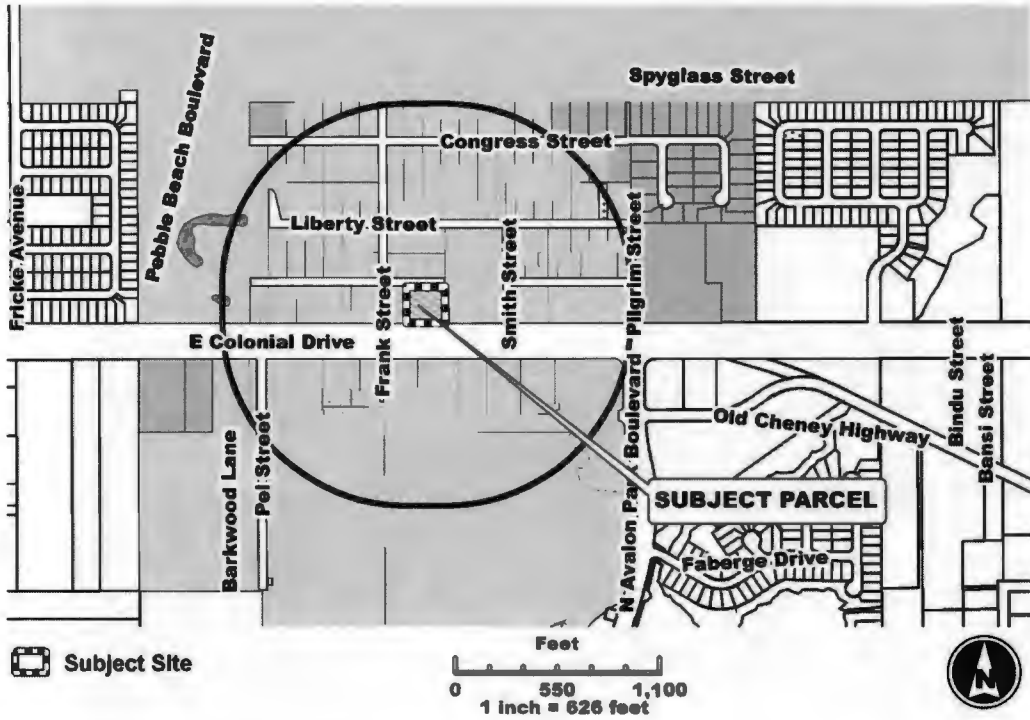 Spyglass Street
Pebble Beach Boulevard
Congress Street
Fricke Avenue
Liberty Street
Smith Street
N Avalon Park Boulevard Pilgrim Street
Frank Street
E Colonial Drive
Bindu Street
Bansi Street
Old Cheney Highway
Barkwood Lane
Pel Street
SUBJECT PARCEL
Faberge Drive
Subject Site
Feet
0 550 1,100
1 inch = 626 feet
N